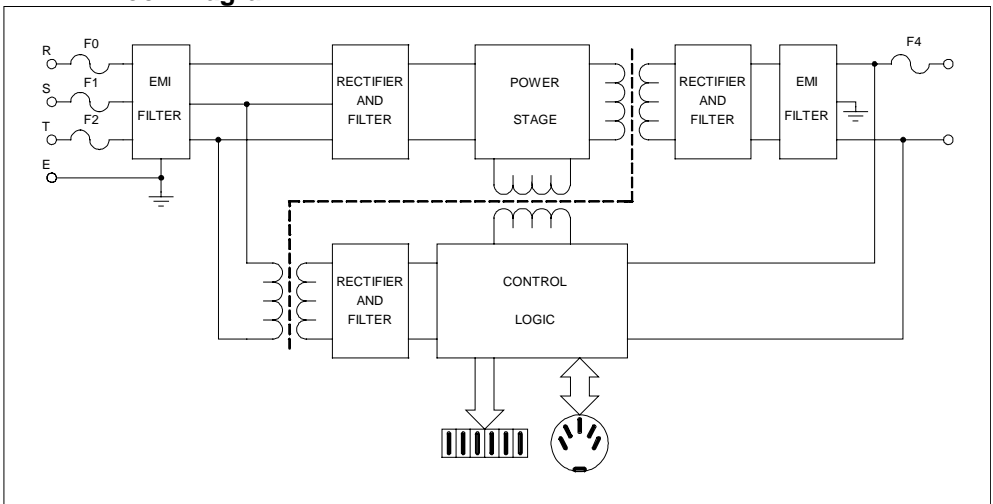 R
F0
S
F1
T
F2
E
EMI
FILTER
RECTIFIER
AND
FILTER
POWER
STAGE
RECTIFIER
AND
FILTER
EMI
FILTER
F4
RECTIFIER
AND
FILTER
CONTROL
LOGIC